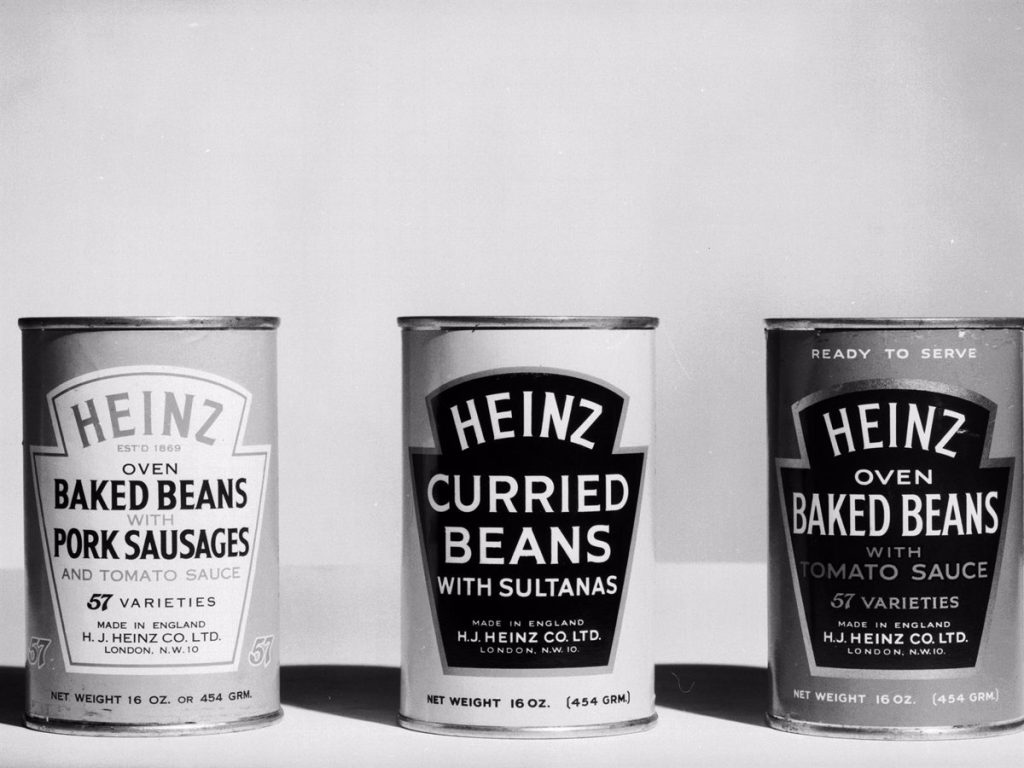 HEINZ
EST'D 1869
OVEN
BAKED BEANS
WITH
PORK SAUSAGES
AND TOMATO SAUCE
57 VARIETIES
MADE IN ENGLAND
H. J. HEINZ CO. LTD.
LONDON, N.W. 10
57
57
NET WEIGHT 16 OZ. OR 454 GRM.
HEINZ
CURRIED
BEANS
WITH SULTANAS
MADE IN ENGLAND
H.J. HEINZ CO. LTD.
LONDON, N.W. 10.
NET WEIGHT 16 OZ. (454 GRM.)
READY TO SERVE
HEINZ
OVEN
BAKED BEANS
WITH
TOMATO SAUCE
57 VARIETIES
MADE IN ENGLAND
H.J. HEINZ CO. LTD.
LONDON, N.W.10.
NET WEIGHT 16 OZ. (454 GRM.)